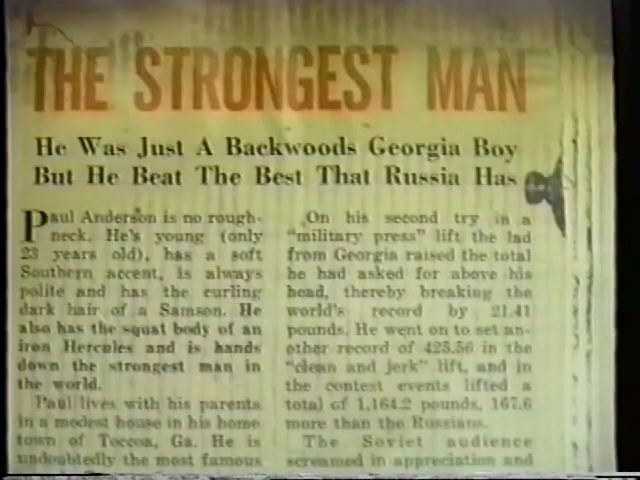 THE STRONGEST MAN
He Was Just A Backwoods Georgia Boy
But He Beat The Best That Russia Has
Paul Anderson is no rough-
neck. He's young (only
23 years old), has a soft
Southern accent, is always
polite and has the curling
dark hair of a Samson. He
also has the squat body of an
iron Hercules and is hands
down the strongest man in
the world.
Paul lives with his parents
in a modest house in his home
town of Toccoa, Ga. He is
undoubtedly the most famous
On his second try in a
"military press" lift the lad
from Georgia raised the total
he had asked for above his
head, thereby breaking the
world's record by 21.41
pounds. He went on to set an-
other record of 425.56 in the
"clean and jerk" lift, and in
the contest events lifted a
total of 1,164.2 pounds, 167.6
more than the Russians.
The Soviet audience
screamed in appreciation and